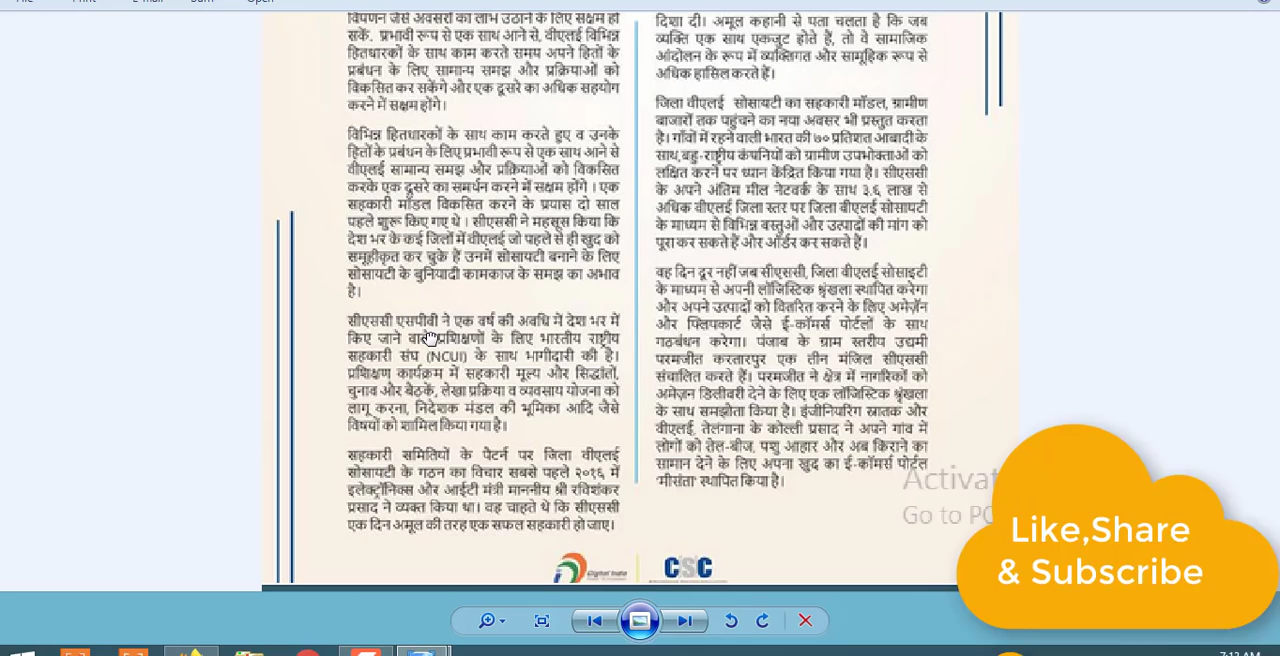 विपणन जैसे अवसरों का लाभ उठाने के लिए सक्षम हो
सकें. प्रभावी रूप से एक साथ आने से, वीएलई विभिन्न
हितधारकों के साथ काम करते समय अपने हितों के
प्रबंधन के लिए सामान्य समझ और प्रक्रियाओं को
विकसित कर सकेंगे और एक दूसरे का अधिक सहयोग
करने में सक्षम होंगे।
विभिन्न हितधारकों के साथ काम करते हुए व उनके
हितों के प्रबंधन के लिए प्रभावी रूप से एक साथ आने से
वीएलई सामान्य समझ और प्रक्रियाओं को विकसित
करके एक दूसरे का समर्थन करने में सक्षम होंगे । एक
सहकारी मॉडल विकसित करने के प्रयास दो साल
पहले शुरू किए गए थे । सीएससी ने महसूस किया कि
देश भर के कई जिलों में वीएलई जो पहले से ही खुद को
समूहीकृत कर चुके हैं उनमें सोसायटी बनाने के लिए
सोसायटी के बुनियादी कामकाज के समझ का अभाव
है।
सीएससी एसपीवी ने एक वर्ष की अवधि में देश भर में
किए जाने वाले प्रशिक्षणों के लिए भारतीय राष्ट्रीय
सहकारी संघ (NCUI) के साथ भागीदारी की है।
प्रशिक्षण कार्यक्रम में सहकारी मूल्य और सिद्धांतों,
चुनाव और बैठकें, लेखा प्रक्रिया व व्यवसाय योजना को
लागू करना, निदेशक मंडल की भूमिका आदि जैसे
विषयों को शामिल किया गया है।
सहकारी समितियों के पैटर्न पर जिला वीएलई
सोसायटी के गठन का विचार सबसे पहले २०१६ में
इलेक्ट्रॉनिक्स और आईटी मंत्री माननीय श्री रविशंकर
प्रसाद ने व्यक्त किया था। वह चाहते थे कि सीएससी
एक दिन अमूल की तरह एक सफल सहकारी हो जाए।
दिशा दी। अमूल कहानी से पता चलता है कि जब
व्यक्ति एक साथ एकजुट होते हैं, तो वे सामाजिक
आंदोलन के रूप में व्यक्तिगत और सामूहिक रूप से
अधिक हासिल करते हैं।
जिला वीएलई सोसायटी का सहकारी मॉडल, ग्रामीण
बाजारों तक पहुंचने का नया अवसर भी प्रस्तुत करता
है। गाँवों में रहने वाली भारत की ७० प्रतिशत आबादी के
साथ,बहु-राष्ट्रीय कंपनियों को ग्रामीण उपभोक्ताओं को
लक्षित करने पर ध्यान केंद्रित किया गया है। सीएससी
के अपने अंतिम मील नेटवर्क के साथ ३.६ लाख से
अधिक वीएलई जिला स्तर पर जिला वीएलई सोसायटी
के माध्यम से विभिन्न वस्तुओं और उत्पादों की मांग को
पूरा कर सकते हैं और ऑर्डर कर सकते हैं।
वह दिन दूर नहीं जब सीएससी, जिला वीएलई सोसाइटी
के माध्यम से अपनी लॉजिस्टिक श्रृंखला स्थापित करेगा
और अपने उत्पादों को वितरित करने के लिए अमेज़ॅन
और फ्लिपकार्ट जैसे ई-कॉमर्स पोर्टलों के साथ
गठबंधन करेगा। पंजाब के ग्राम स्तरीय उद्यमी
परमजीत करतारपुर एक तीन मंजिल सीएससी
संचालित करते हैं। परमजीत ने क्षेत्र में नागरिकों को
अमेज़न डिलीवरी देने के लिए एक लॉजिस्टिक श्रृंखला
के साथ समझोता किया है। इंजीनियरिंग स्नातक और
वीएलई, तेलंगाना के कोल्ली प्रसाद ने अपने गांव में
लोगों को तेल-बीज, पशु आहार और अब किराने का
सामान देने के लिए अपना खुद का ई-कॉमर्स पोर्टल
स्थापित किया है।
Digital India
CSC
Activat
Go to PC
Like,Share
& Subscribe
7:12 AM